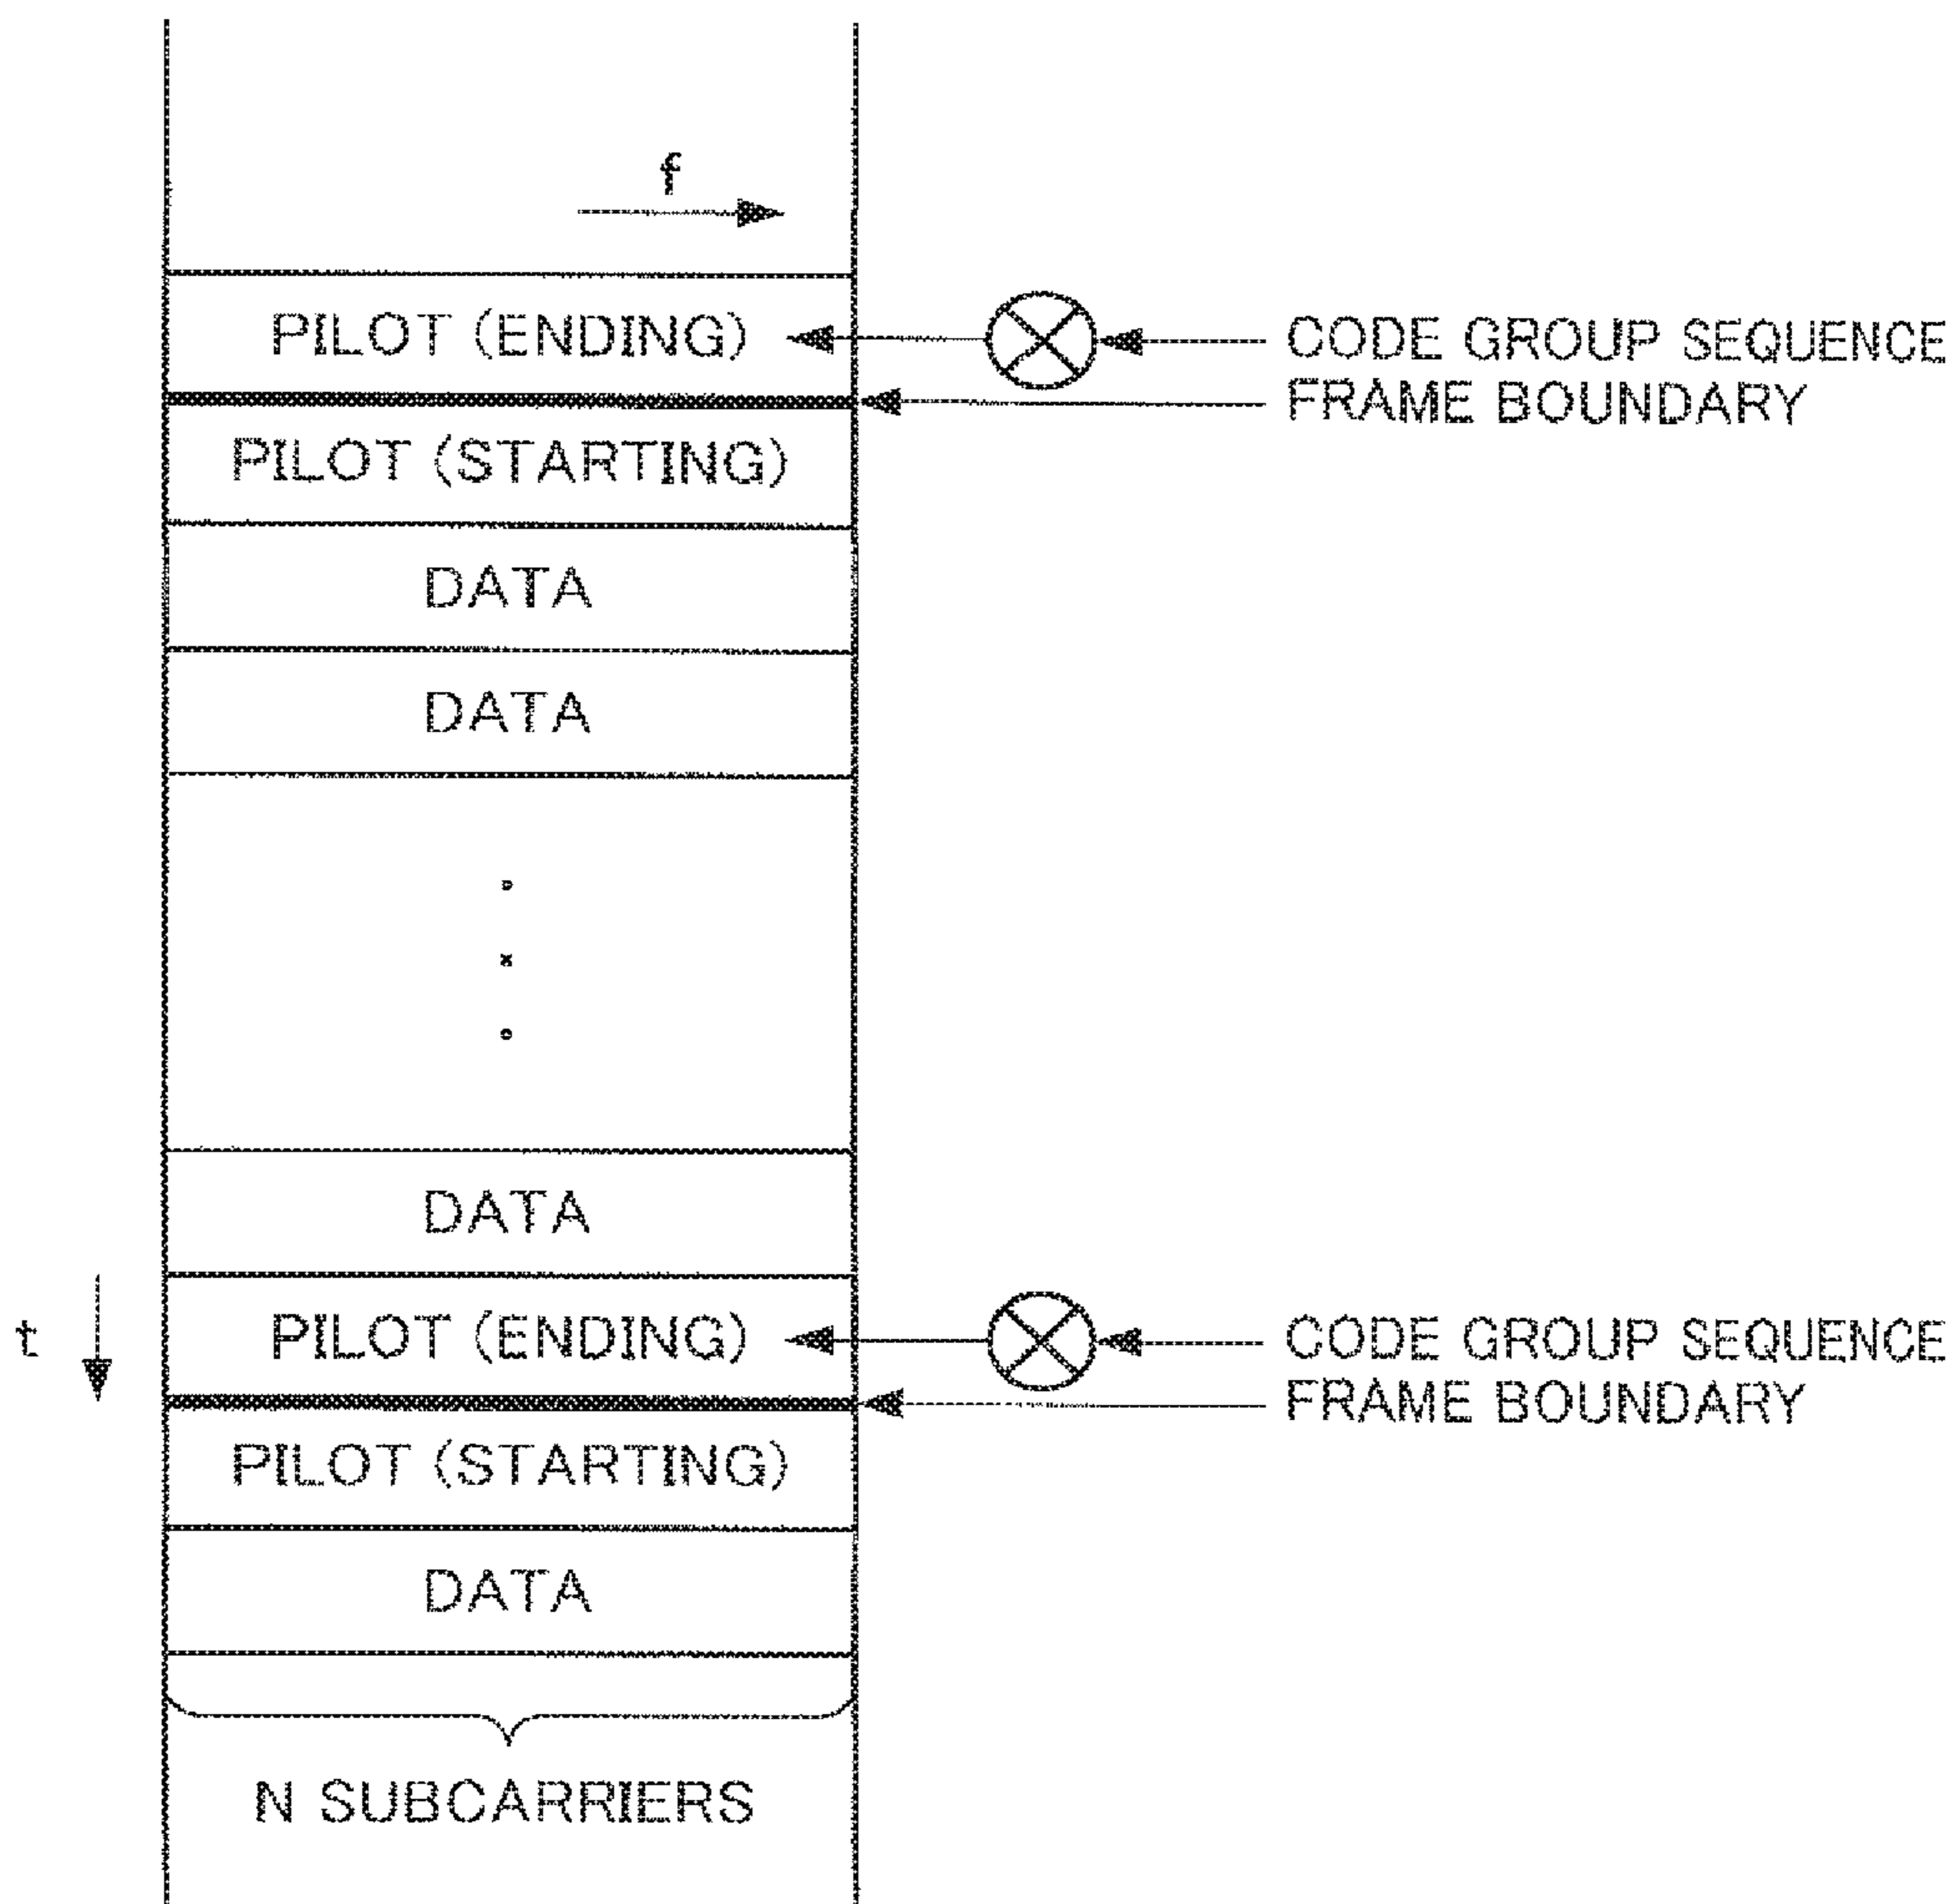 f
PILOT (ENDING)
CODE GROUP SEQUENCE
FRAME BOUNDARY
PILOT (STARTING)
DATA
DATA
DATA
t
PILOT (ENDING)
CODE GROUP SEQUENCE
FRAME BOUNDARY
PILOT (STARTING)
DATA
N SUBCARRIERS